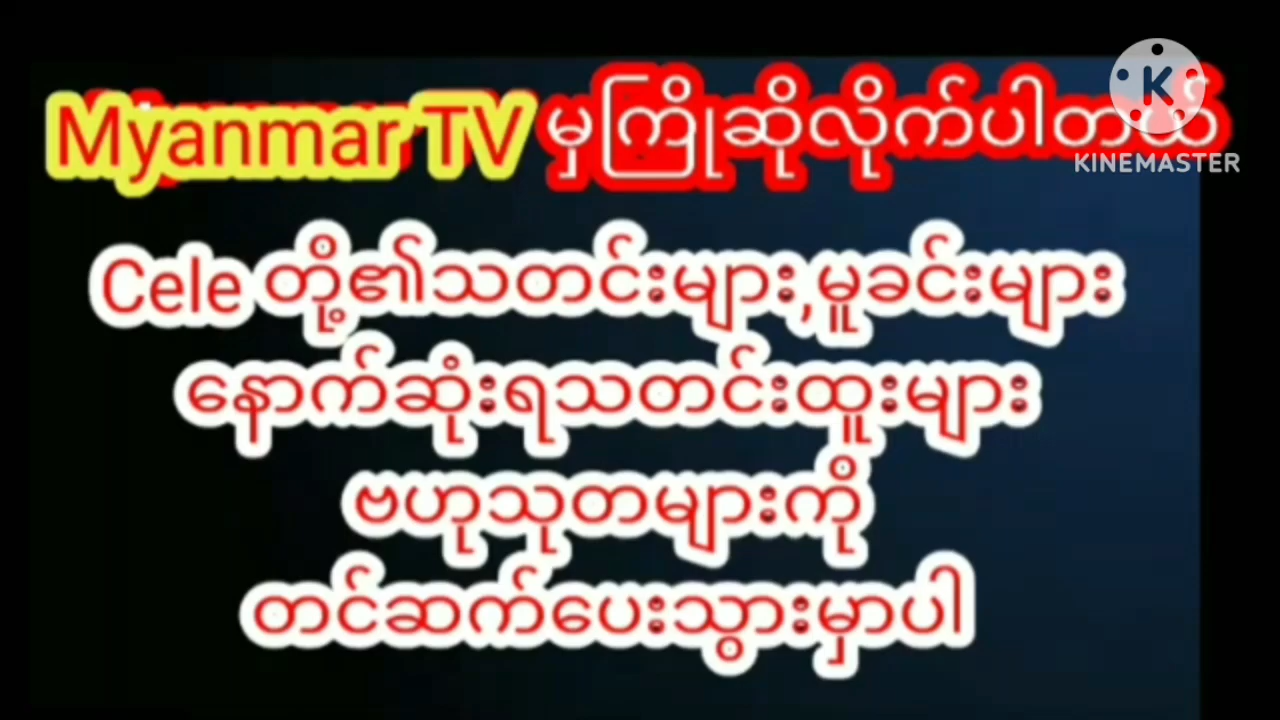 Myanmar TV မှကြိုဆိုလိုက်ပါတယ်
KINEMASTER
Cele တို့၏သတင်းများ,မူခင်းများ
နောက်ဆုံးရသတင်းထူးများ
ဗဟုသုတများကို
တင်ဆက်ပေးသွားမှာပါ